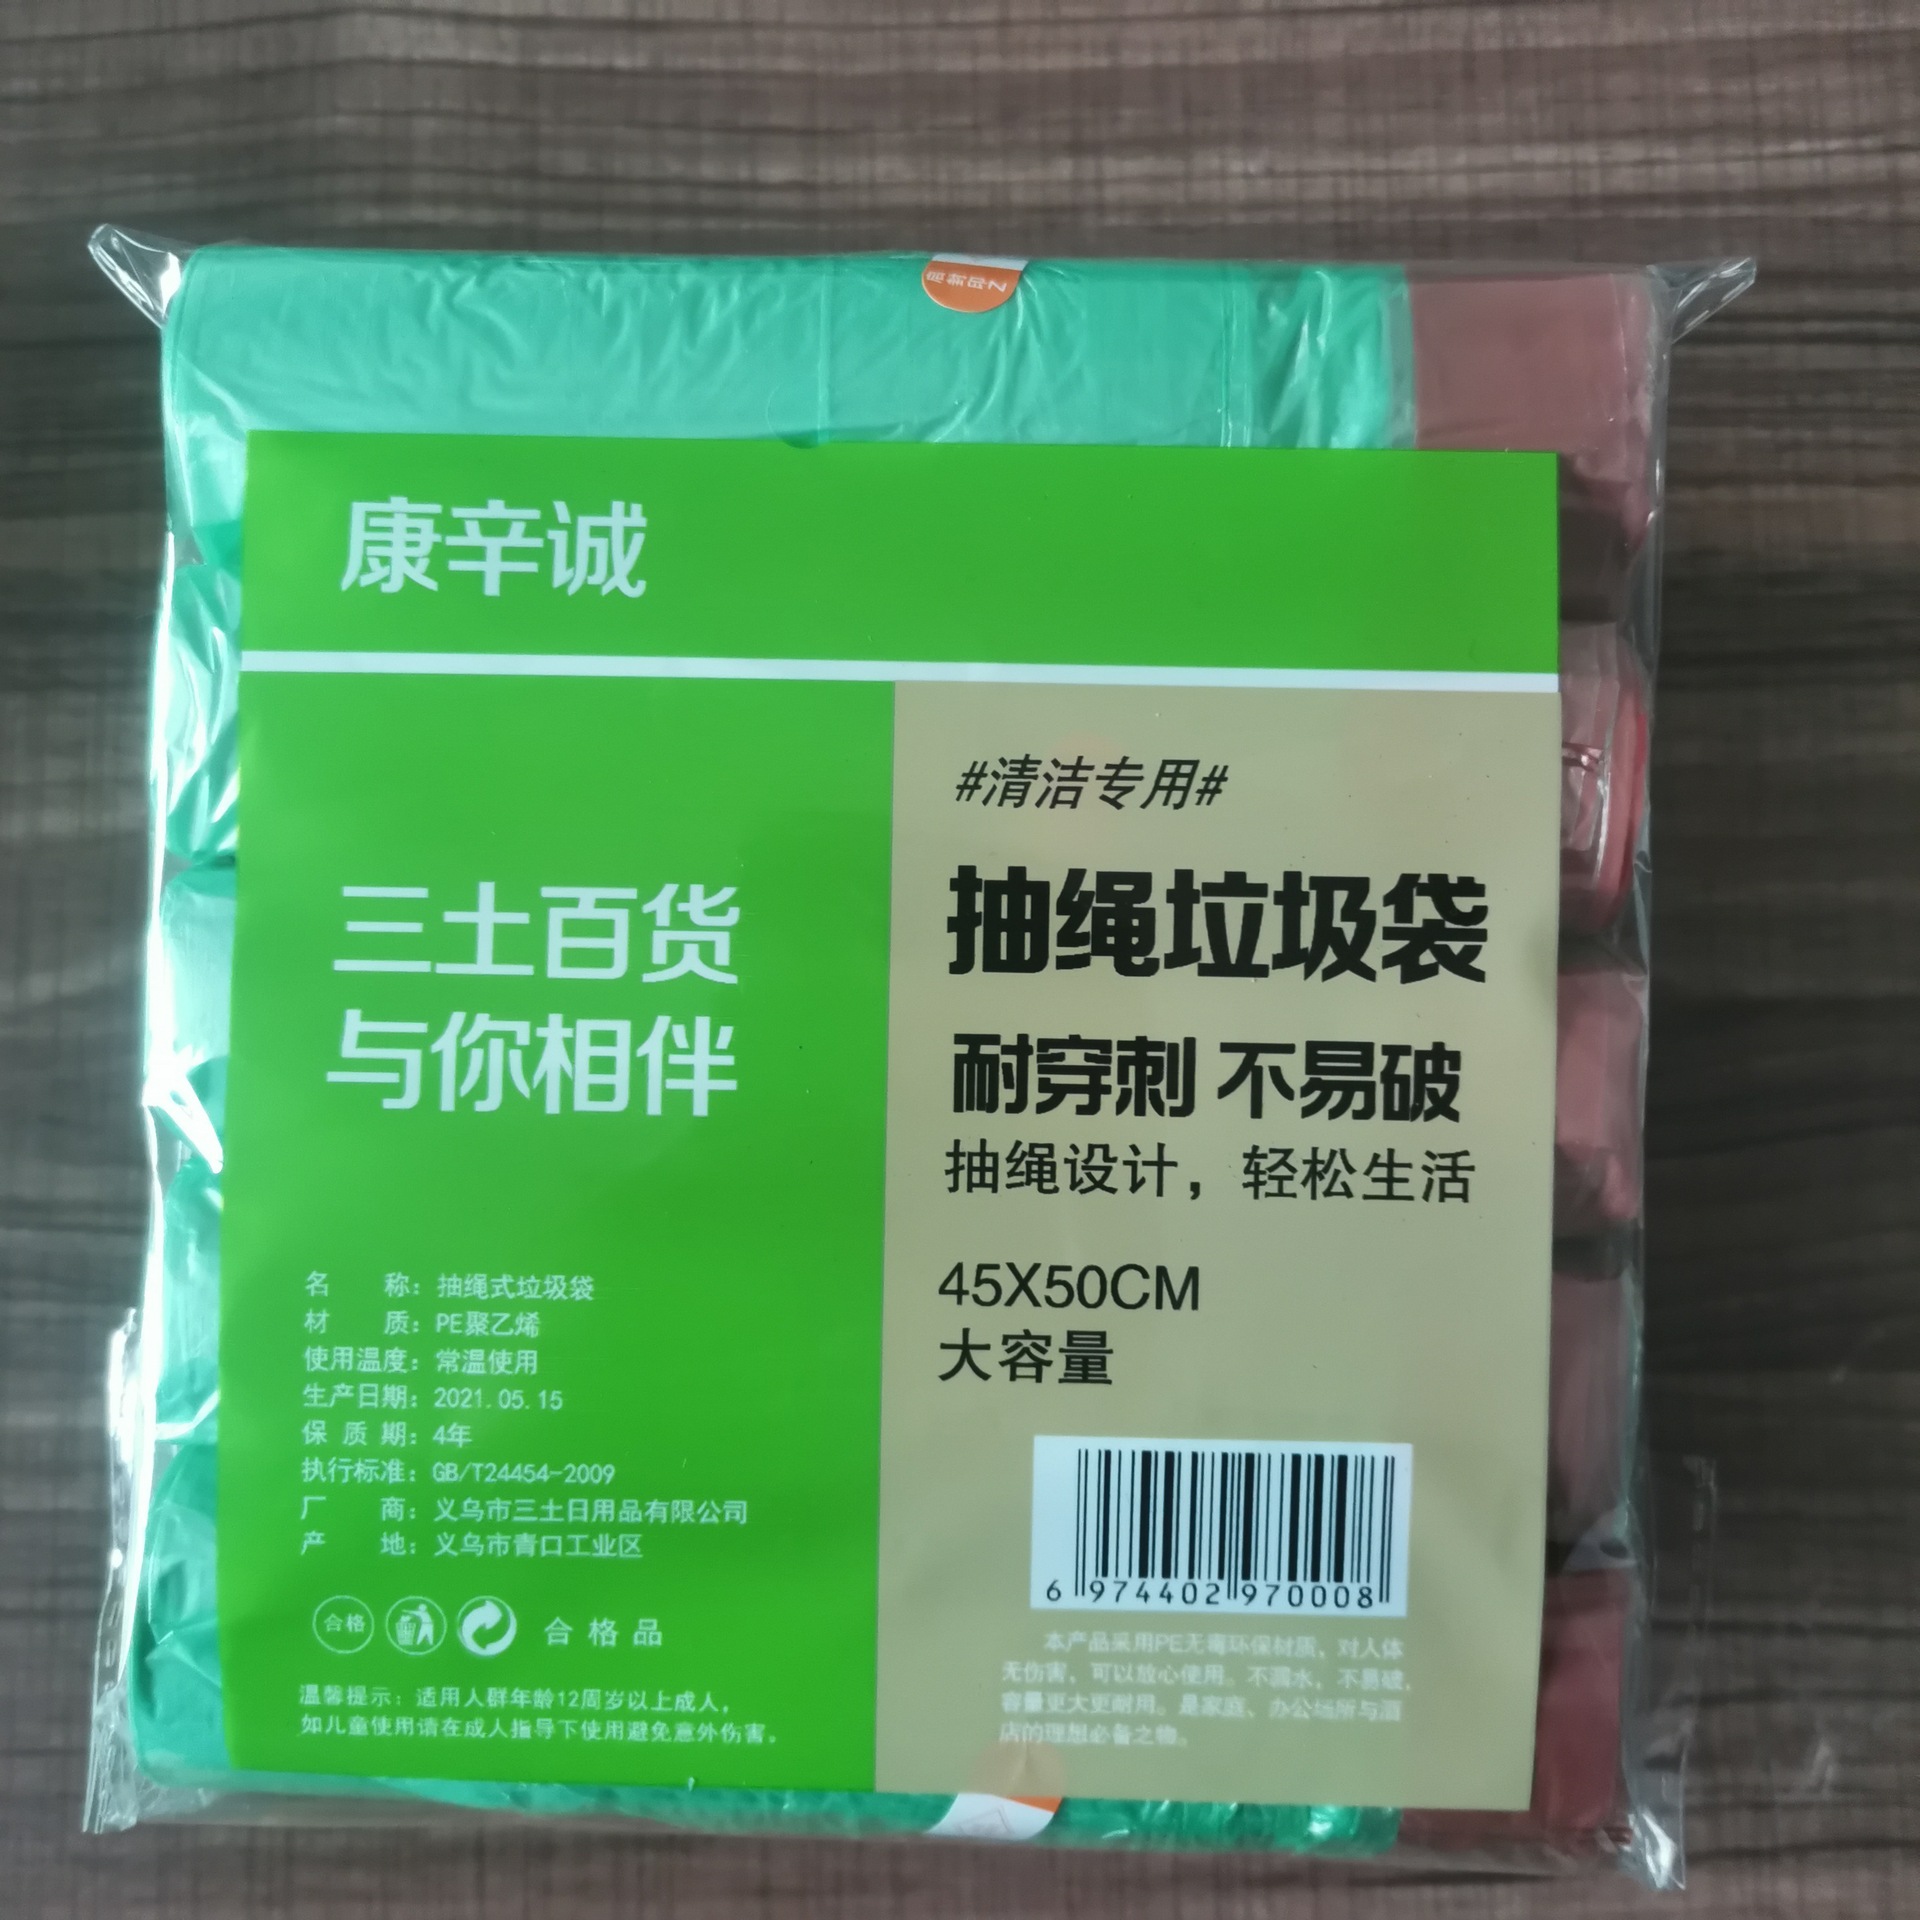 康辛诚
三土百货
与你相伴
名 称：抽绳式垃圾袋
材 质：PE聚乙烯
使用温度：常温使用
生产日期：2021.05.15
保 质 期：4年
执行标准：GB/T24454-2009
厂 商：义乌市三土日用品有限公司
产 地：义乌市青口工业区
合格
合格品
温馨提示：适用人群年龄12周岁以上成人，
如儿童使用请在成人指导下使用避免意外伤害。
#清洁专用#
抽绳垃圾袋
耐穿刺 不易破
抽绳设计，轻松生活
45X50CM
大容量
6 974402 970008
本产品采用PE无毒环保材质，对人体
无伤害，可以放心使用。不漏水，不易破，
容量更大更耐用。是家庭、办公场所与酒
店的理想必备之物。